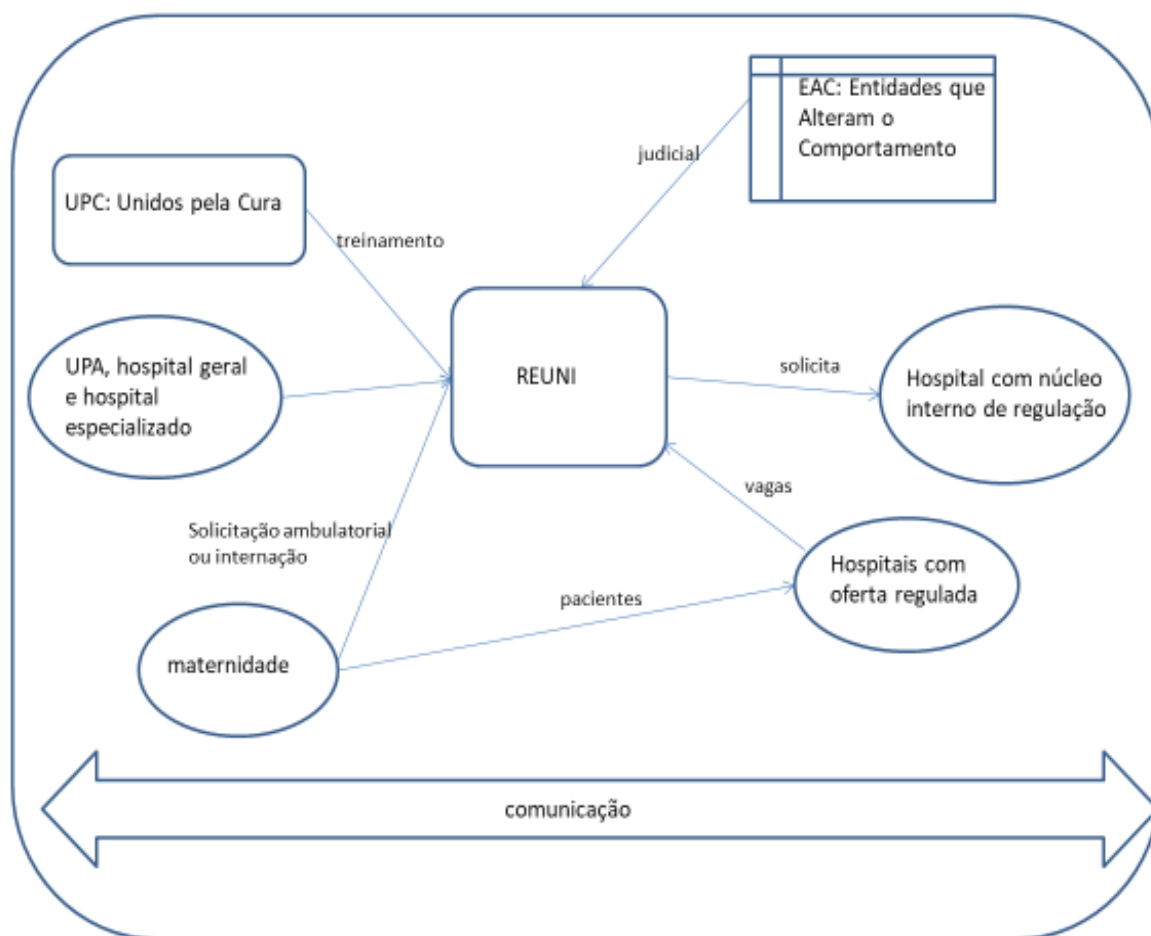 EAC: Entidades que
Alteram o
Comportamento
judicial
UPC: Unidos pela Cura
treinamento
UPA, hospital geral
e hospital
especializado
REUNI
solicita
Hospital com núcleo
interno de regulação
vagas
Solicitação ambulatorial
ou internação
Hospitais com
oferta regulada
pacientes
maternidade
comunicação